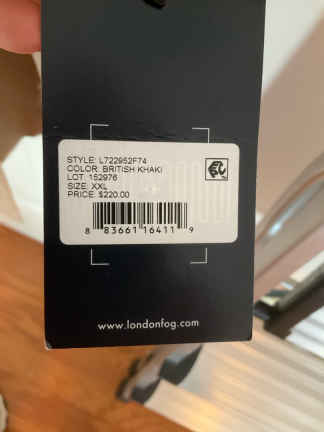 STYLE: L722952F74
COLOR: BRITISH KHAKI
LOT: 152976
SIZE: XXL
PRICE: $220.00
8 83661 16411 9
www.londonfog.com